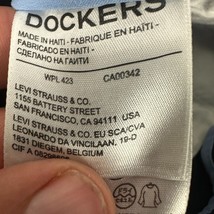 DOCKERS
MADE IN HAITI - FABRIQUE EN HAÏTI -
FABRICADO EN HAITI -
СДЕЛАНО НА ГАИТИ
WPL 423 CA00342
LEVI STRAUSS & CO.
1155 BATTERY STREET
SAN FRANCISCO, CA 94111 USA
LEVI STRAUSS & CO. EU SCA/CVA
LEONARDO DA VINCILAAN, 19-D
1831 DIEGEM, BELGIUM
CIF A